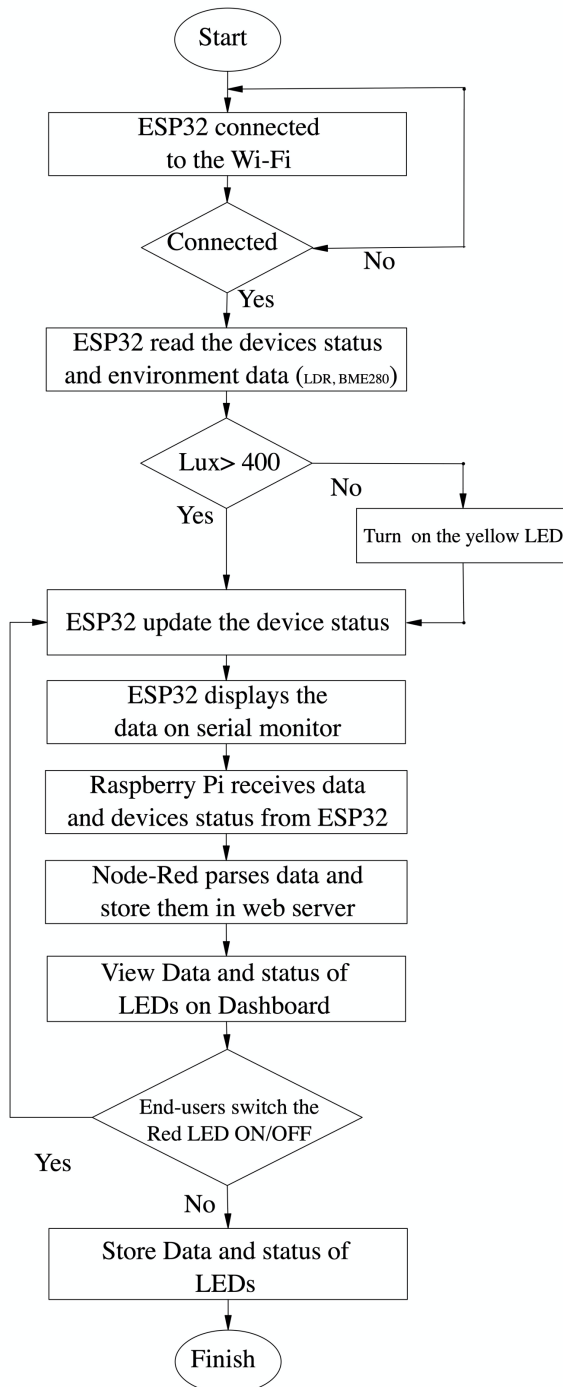 Start
ESP32 connected
to the Wi-Fi
Connected
No
Yes
ESP32 read the devices status
and environment data (LDR, BME280)
Lux> 400
No
Yes
Turn on the yellow LED
ESP32 update the device status
ESP32 displays the
data on serial monitor
Raspberry Pi receives data
and devices status from ESP32
Node-Red parses data and
store them in web server
View Data and status of
LEDs on Dashboard
End-users switch the
Red LED ON/OFF
Yes
No
Store Data and status of
LEDs
Finish